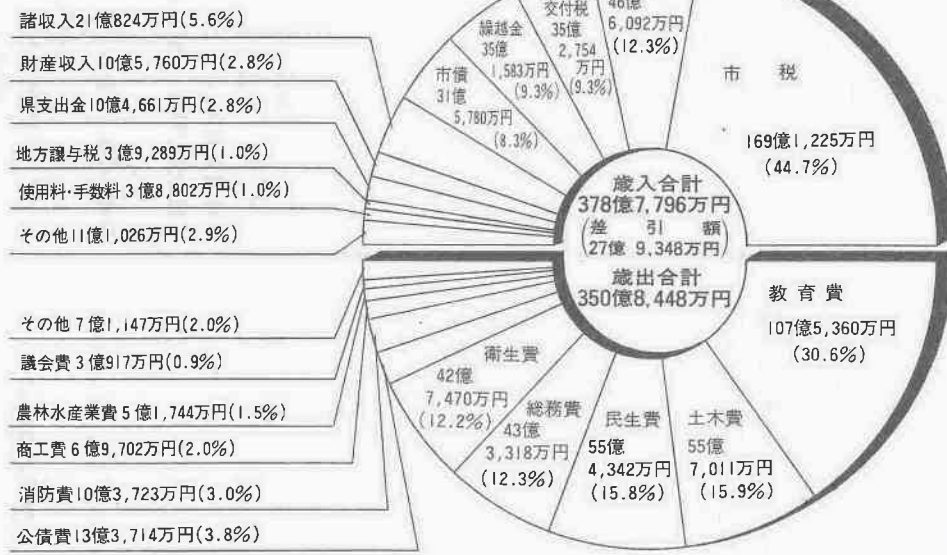 諸収入21億824万円(5.6%)
財産収入10億5,760万円(2.8%)
県支出金10億4,661万円(2.8%)
地方譲与税3億9,289万円(1.0%)
使用料・手数料3億8,802万円(1.0%)
その他11億1,026万円(2.9%)
市債
31億
5,780万円
(8.3%)
繰越金
35億
1,583万円
(9.3%)
交付税
35億
2,754
万円
(9.3%)
46億
6,092万円
(12.3%)
市税
169億1,225万円
(44.7%)
歳入合計
378億7,796万円
(差引額
27億9,348万円)
歳出合計
350億8,448万円
教育費
107億5,360万円
(30.6%)
土木費
55億
7,011万円
(15.9%)
民生費
55億
4,342万円
(15.8%)
総務費
43億
3,318万円
(12.3%)
衛生費
42億
7,470万円
(12.2%)
その他7億1,147万円(2.0%)
議会費3億917万円(0.9%)
農林水産業費5億1,744万円(1.5%)
商工費6億9,702万円(2.0%)
消防費10億3,723万円(3.0%)
公債費13億3,714万円(3.8%)